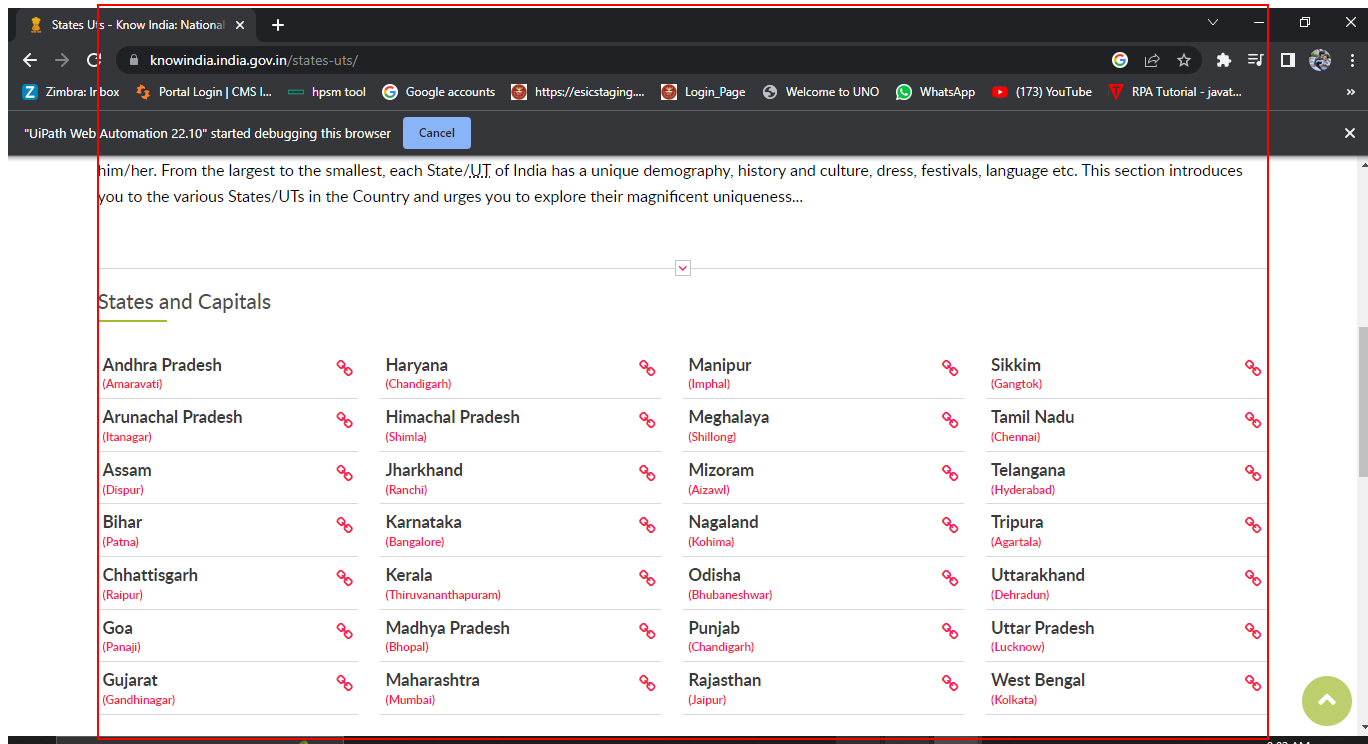 States Uts - Know India: National
knowindia.india.gov.in/states-uts/
Zimbra: Inbox Portal Login | CMS I... hpsm tool Google accounts https://esicstaging.... Login_Page Welcome to UNO WhatsApp (173) YouTube RPA Tutorial - javat... »
"UiPath Web Automation 22.10" started debugging this browser Cancel
him/her. From the largest to the smallest, each State/UT of India has a unique demography, history and culture, dress, festivals, language etc. This section introduces
you to the various States/UTs in the Country and urges you to explore their magnificent uniqueness...
States and Capitals
Andhra Pradesh Haryana Manipur Sikkim
(Amaravati) (Chandigarh) (Imphal) (Gangtok)
Arunachal Pradesh Himachal Pradesh Meghalaya Tamil Nadu
(Itanagar) (Shimla) (Shillong) (Chennai)
Assam Jharkhand Mizoram Telangana
(Dispur) (Ranchi) (Aizawl) (Hyderabad)
Bihar Karnataka Nagaland Tripura
(Patna) (Bangalore) (Kohima) (Agartala)
Chhattisgarh Kerala Odisha Uttarakhand
(Raipur) (Thiruvananthapuram) (Bhubaneshwar) (Dehradun)
Goa Madhya Pradesh Punjab Uttar Pradesh
(Panaji) (Bhopal) (Chandigarh) (Lucknow)
Gujarat Maharashtra Rajasthan West Bengal
(Gandhinagar) (Mumbai) (Jaipur) (Kolkata)